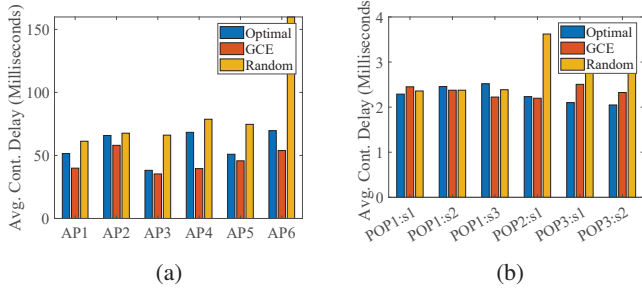 Avg. Cont. Delay (Milliseconds)
150
100
50
0
Optimal
GCE
Random
AP1 AP2 AP3 AP4 AP5 AP6
(a)
Avg. Cont. Delay (Milliseconds)
4
3
2
1
0
Optimal
GCE
Random
POP1:s1 POP1:s2 POP1:s3 POP2:s1 POP3:s1 POP3:s2
(b)